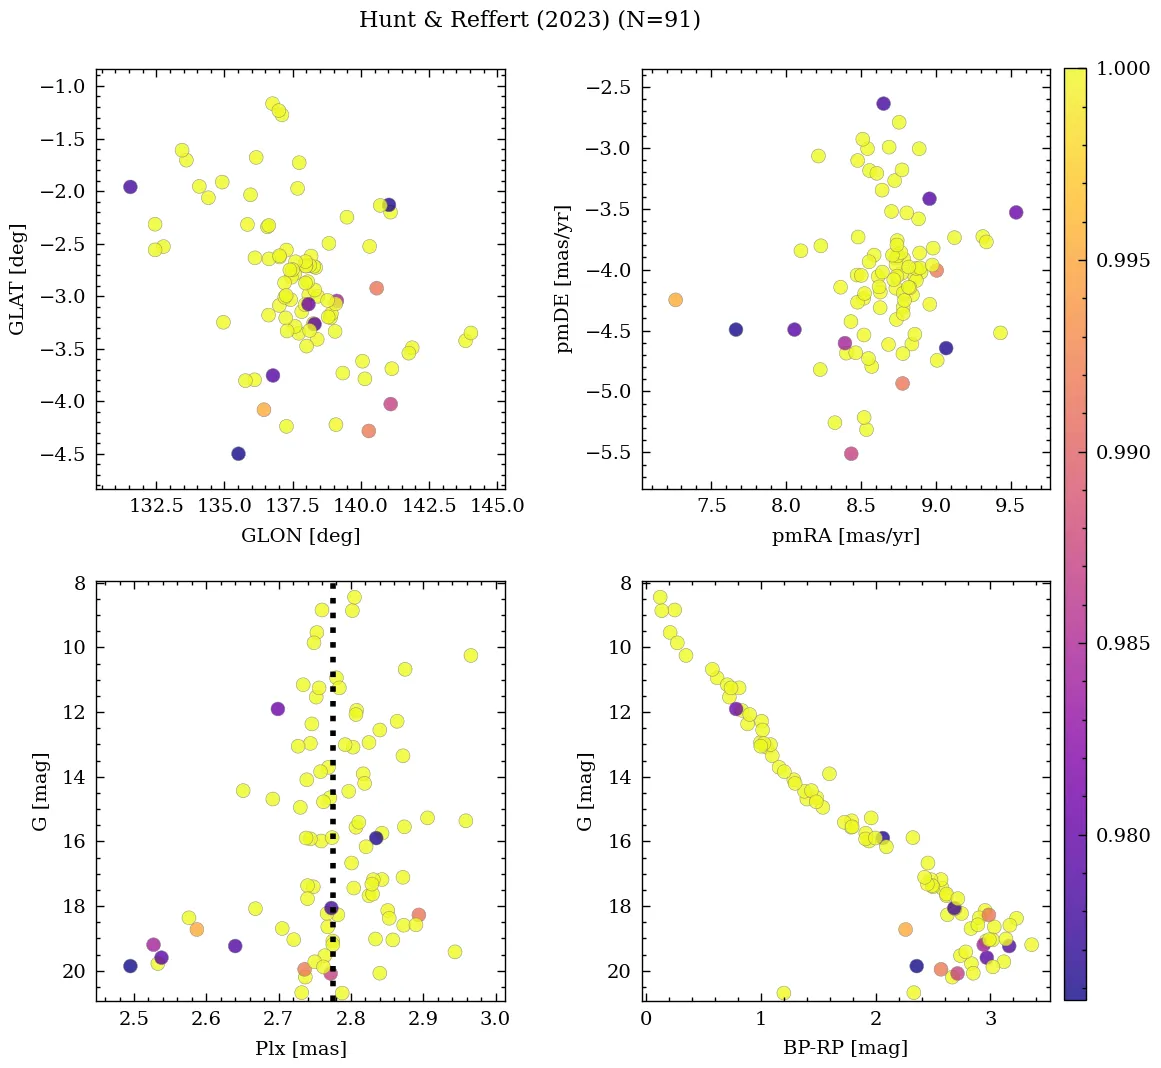 Hunt & Reffert (2023) (N=91)
−1.0
−1.5
−2.0
−2.5
−3.0
−3.5
−4.0
−4.5
GLAT [deg]
132.5 135.0 137.5 140.0 142.5 145.0
GLON [deg]
−2.5
−3.0
−3.5
−4.0
−4.5
−5.0
−5.5
pmDE [mas/yr]
7.5 8.0 8.5 9.0 9.5
pmRA [mas/yr]
1.000
0.995
0.990
0.985
0.980
8
10
12
14
16
18
20
G [mag]
2.5 2.6 2.7 2.8 2.9 3.0
Plx [mas]
8
10
12
14
16
18
20
G [mag]
0 1 2 3
BP-RP [mag]